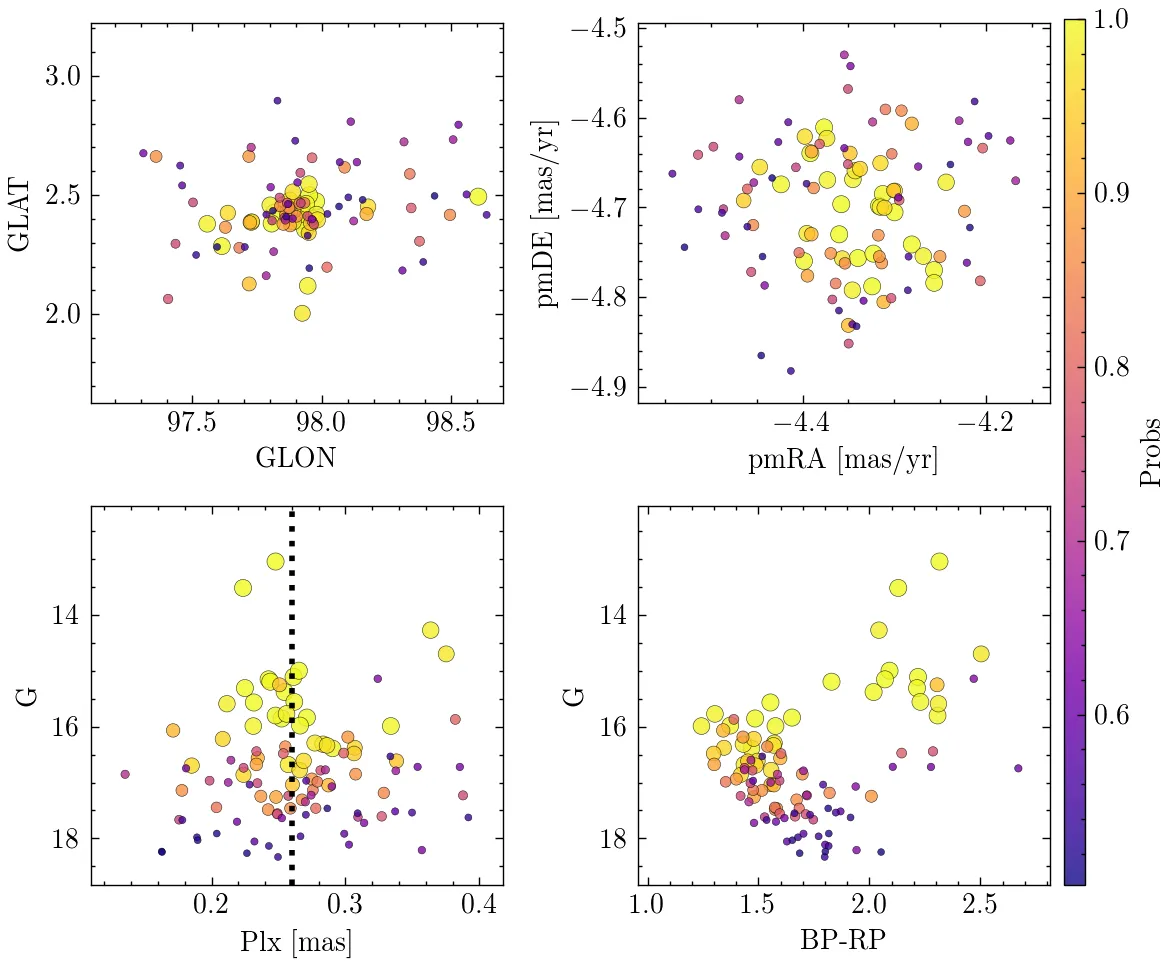 3.0
2.5
2.0
GLAT
97.5 98.0 98.5
GLON
−4.5
−4.6
−4.7
−4.8
−4.9
pmDE [mas/yr]
−4.4 −4.2
pmRA [mas/yr]
1.0
0.9
0.8
0.7
0.6
Probs
14
16
18
G
0.2 0.3 0.4
Plx [mas]
14
16
18
G
1.0 1.5 2.0 2.5
BP-RP